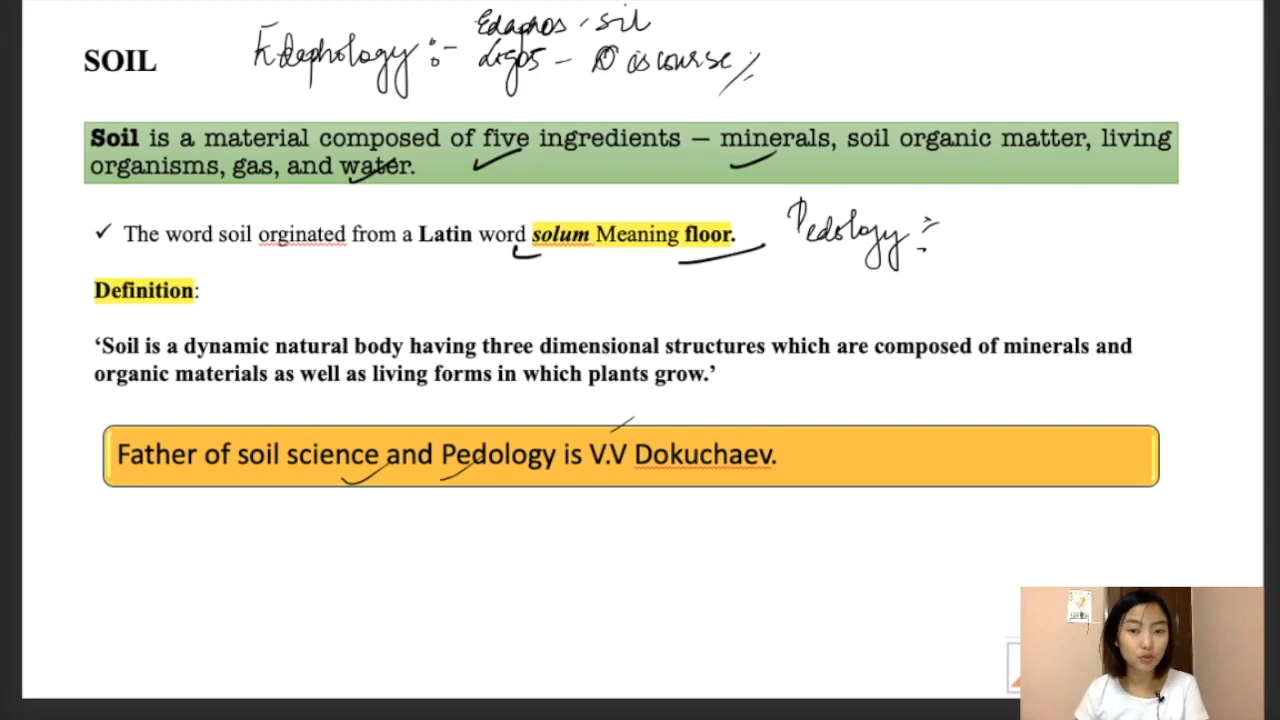 Edaphos - soil
SOIL Edephology :- Logos - Discourse
Soil is a material composed of five ingredients – minerals, soil organic matter, living
organisms, gas, and water.
✓ The word soil orginated from a Latin word solum Meaning floor.
Pedology :-
Definition:
‘Soil is a dynamic natural body having three dimensional structures which are composed of minerals and
organic materials as well as living forms in which plants grow.’
Father of soil science and Pedology is V.V Dokuchaev.